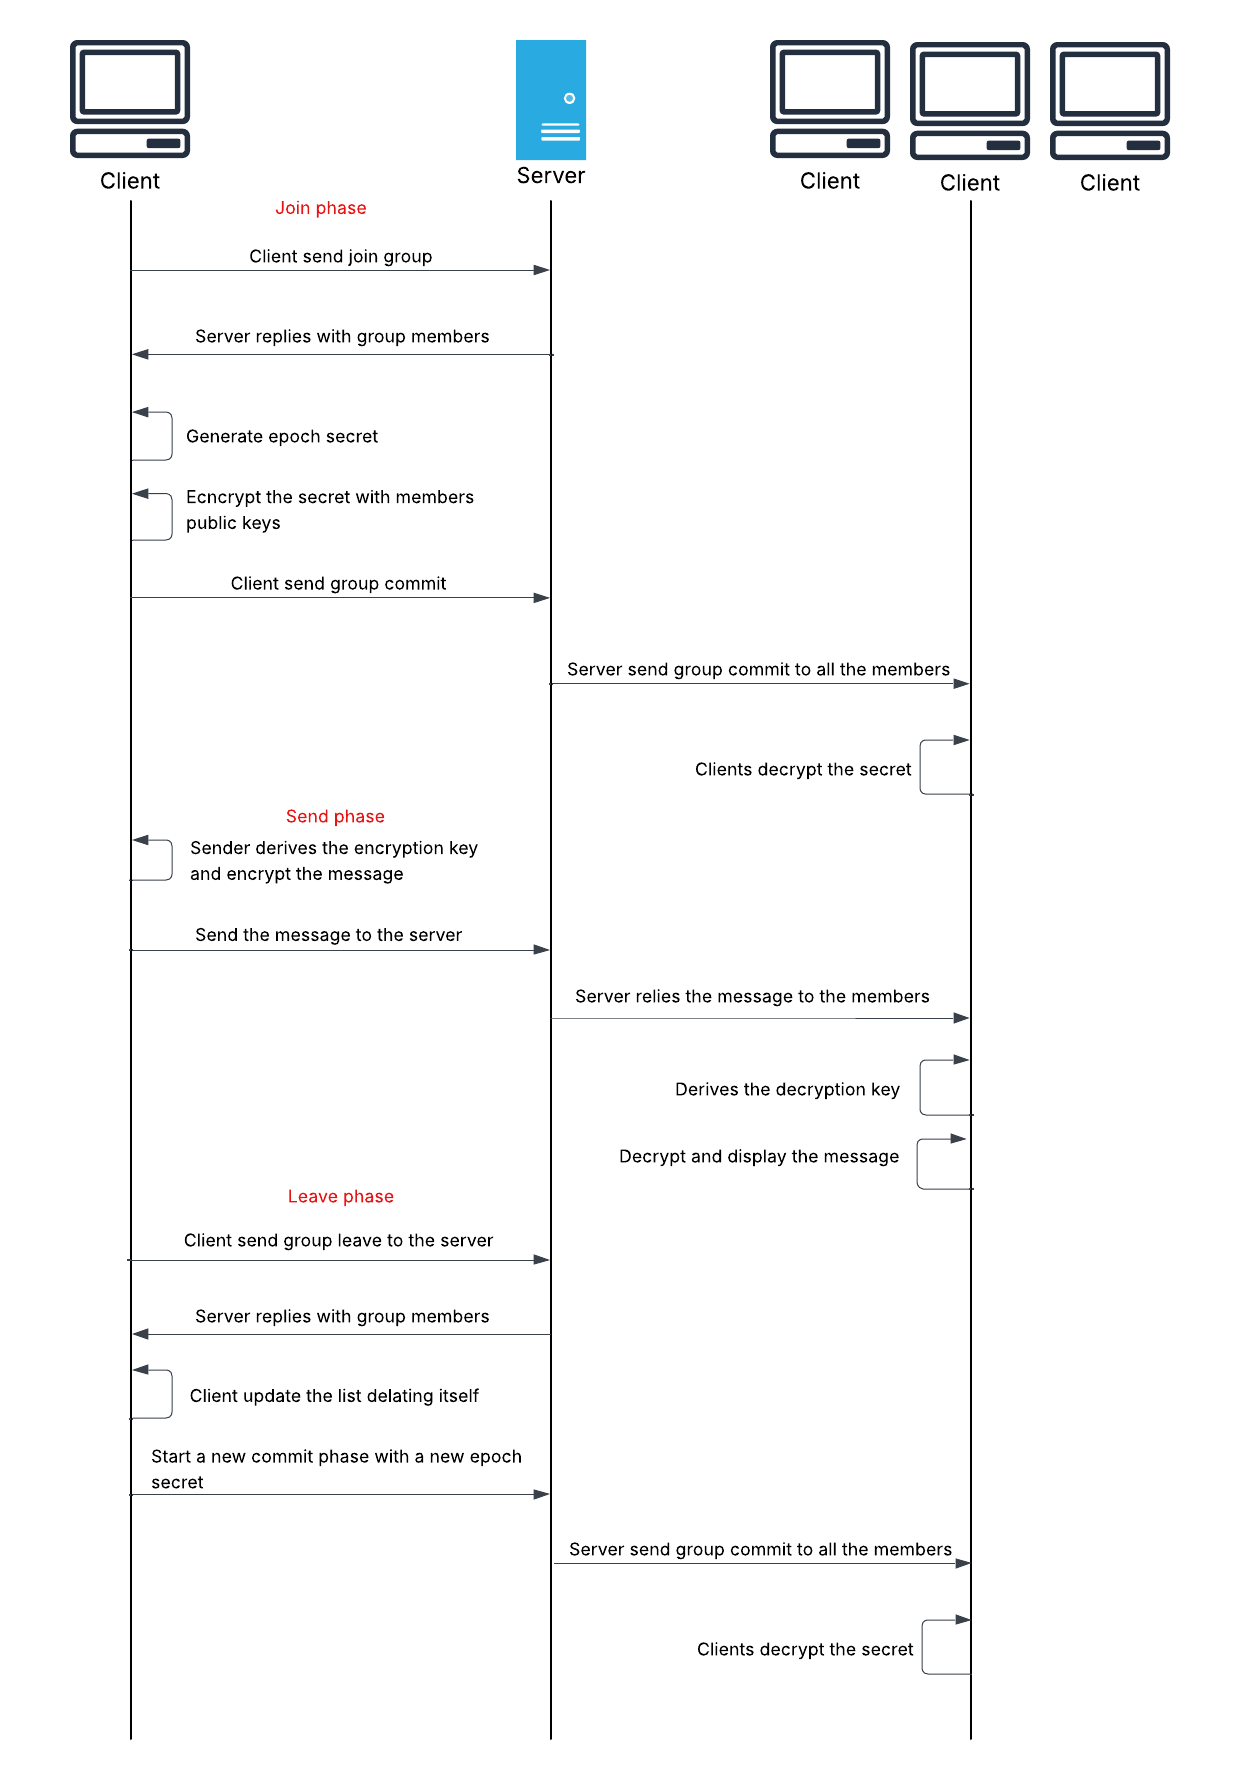 Client
Server
Client
Client
Client
Join phase
Client send join group
Server replies with group members
Generate epoch secret
Ecncrypt the secret with members
public keys
Client send group commit
Server send group commit to all the members
Clients decrypt the secret
Send phase
Sender derives the encryption key
and encrypt the message
Send the message to the server
Server relies the message to the members
Derives the decryption key
Decrypt and display the message
Leave phase
Client send group leave to the server
Server replies with group members
Client update the list delating itself
Start a new commit phase with a new epoch
secret
Server send group commit to all the members
Clients decrypt the secret